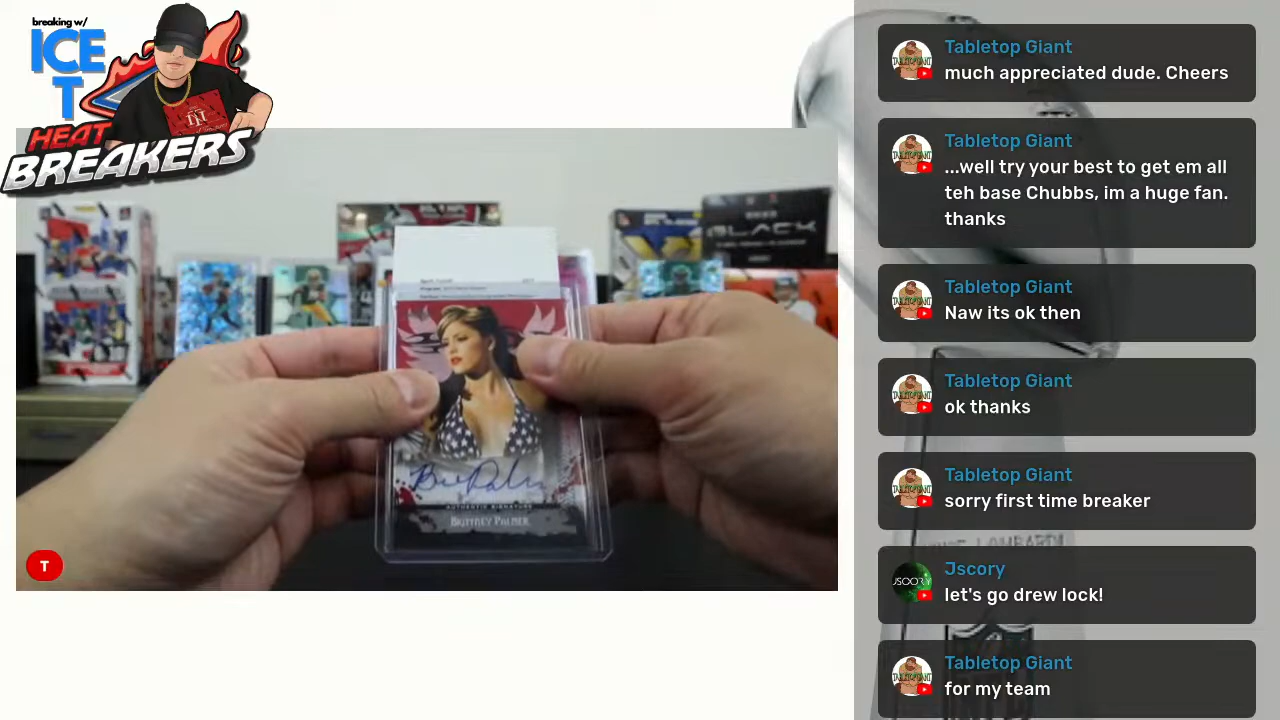 breaking w/
ICE
T
HEAT
BREAKERS
BLACK
AUTHENTIC SIGNATURE
BRITTNEY PALMER
T
Tabletop Giant
much appreciated dude. Cheers
Tabletop Giant
...well try your best to get em all
teh base Chubbs, im a huge fan.
thanks
Tabletop Giant
Naw its ok then
Tabletop Giant
ok thanks
Tabletop Giant
sorry first time breaker
JSCORY
Jscory
let's go drew lock!
Tabletop Giant
for my team